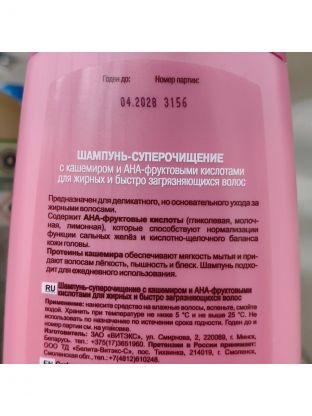 Годен до: Номер партии:
04.2028 3156
ШАМПУНЬ-СУПЕРОЧИЩЕНИЕ
с кашемиром и АНА-фруктовыми кислотами
для жирных и быстро загрязняющихся волос
Предназначен для деликатного, но основательного ухода за
жирными волосами.
Содержит АНА-фруктовые кислоты (гликолевая, молоч-
ная, лимонная), которые способствуют нормализации
функции сальных желёз и кислотно-щелочного баланса
кожи головы.
Протеины кашемира обеспечивают мягкость мытья и при-
дают волосам лёгкость, пышность и блеск. Шампунь подхо-
дит для ежедневного использования.
RU Шампунь-суперочищение с кашемиром и АНА-фруктовыми
кислотами для жирных и быстро загрязняющихся волос
Применение: нанесите средство на влажные волосы, вспеньте, смойте
водой. Хранить при температуре не ниже 5 °C и не выше 25 °C. Не
рекомендуется использовать по истечении срока годности. Годен до и
номер партии см. на упаковке.
Изготовитель: ЗАО «ВИТЭКС», ул. Смирнова, 2, 220089, г. Минск,
Беларусь, тел.: +375(17)3651960. Претензии по качеству в России:
ООО ТД «Белита-Витэкс-С», пос. Тихвинка, 214019, г. Смоленск,
Смоленская обл., тел. +7(4812)610248.
EN